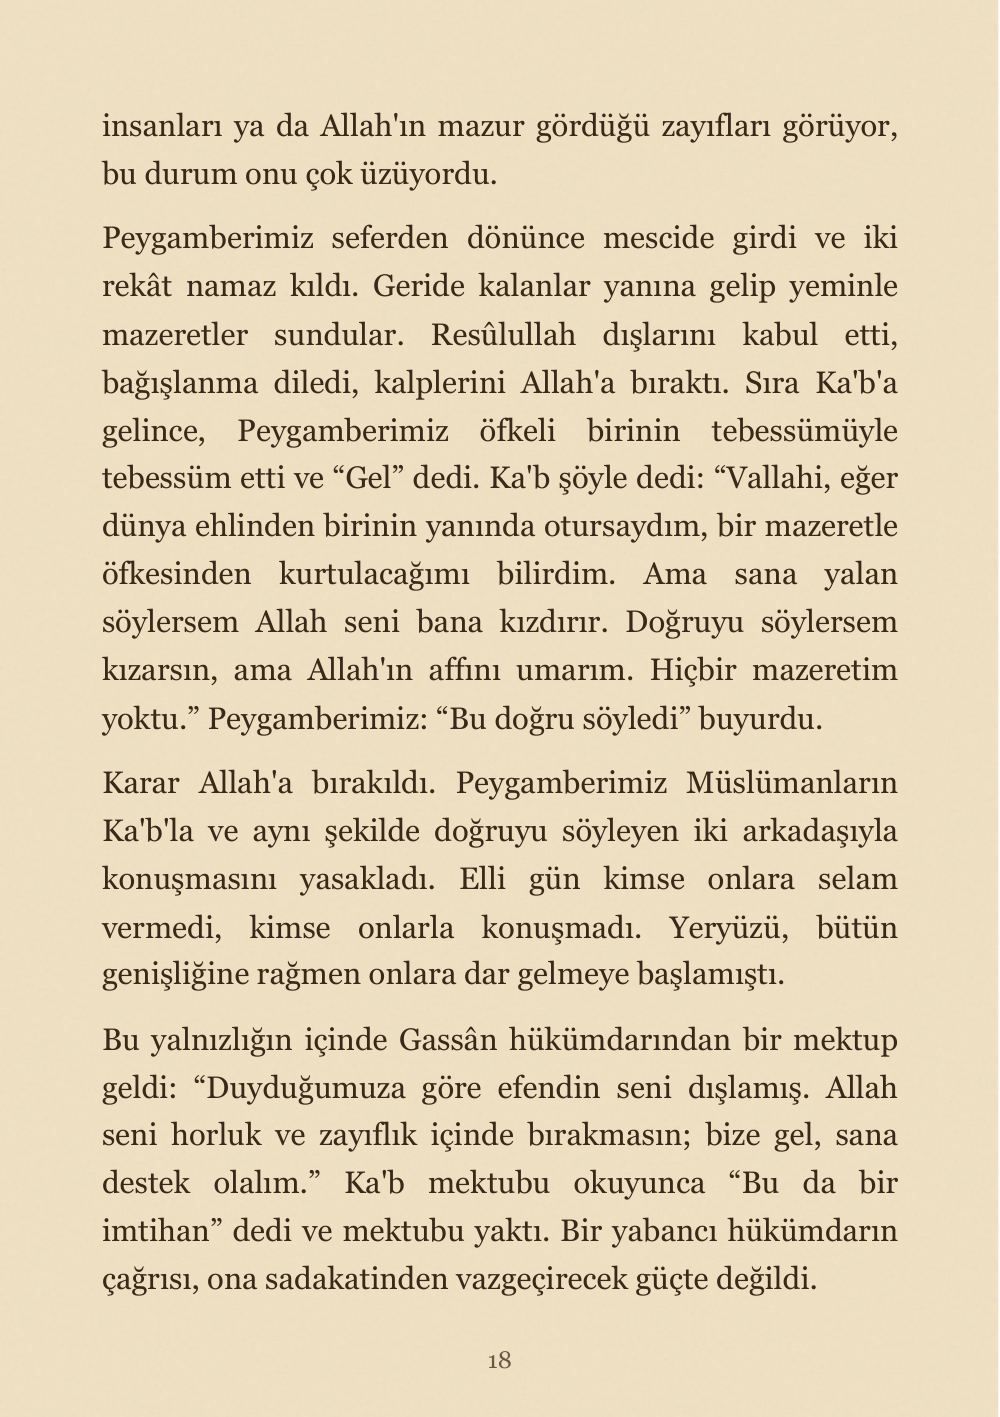 insanları ya da Allah'ın mazur gördüğü zayıfları görüyor,
bu durum onu çok üzüyordu.
Peygamberimiz seferden dönünce mescide girdi ve iki
rekât namaz kıldı. Geride kalanlar yanına gelip yeminle
mazeretler sundular. Resûlullah dışlarını kabul etti,
bağışlanma diledi, kalplerini Allah'a bıraktı. Sıra Ka'b'a
gelince, Peygamberimiz öfkeli birinin tebessümüyle
tebessüm etti ve “Gel” dedi. Ka'b şöyle dedi: “Vallahi, eğer
dünya ehlinden birinin yanında otursaydım, bir mazeretle
öfkesinden kurtulacağımı bilirdim. Ama sana yalan
söylersem Allah seni bana kızdırır. Doğruyu söylersem
kızarsın, ama Allah'ın affını umarım. Hiçbir mazeretim
yoktu.” Peygamberimiz: “Bu doğru söyledi” buyurdu.
Karar Allah'a bırakıldı. Peygamberimiz Müslümanların
Ka'b'la ve aynı şekilde doğruyu söyleyen iki arkadaşıyla
konuşmasını yasakladı. Elli gün kimse onlara selam
vermedi, kimse onlarla konuşmadı. Yeryüzü, bütün
genişliğine rağmen onlara dar gelmeye başlamıştı.
Bu yalnızlığın içinde Gassân hükümdarından bir mektup
geldi: “Duyduğumuza göre efendin seni dışlamış. Allah
seni horluk ve zayıflık içinde bırakmasın; bize gel, sana
destek olalım.” Ka'b mektubu okuyunca “Bu da bir
imtihan” dedi ve mektubu yaktı. Bir yabancı hükümdarın
çağrısı, ona sadakatinden vazgeçirecek güçte değildi.
18